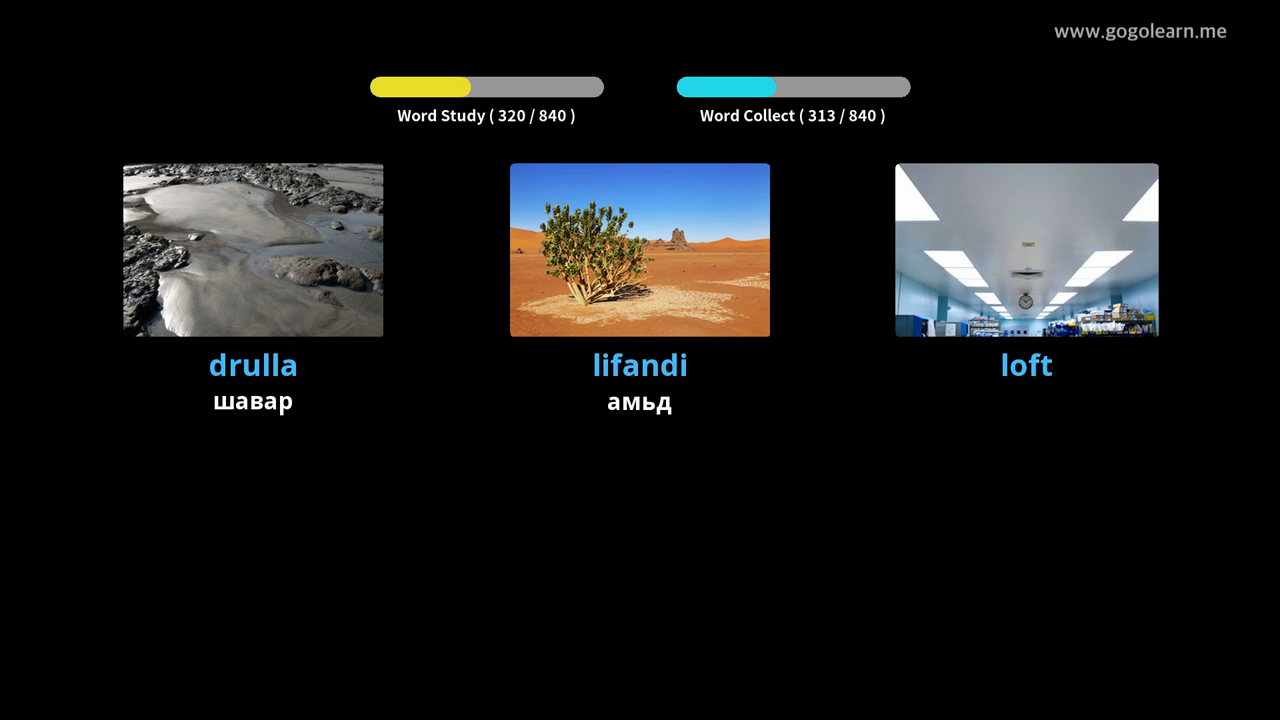 www.gogolearn.me
Word Study ( 320 / 840 )
Word Collect ( 313 / 840 )
drulla
шавар
lifandi
амьд
loft